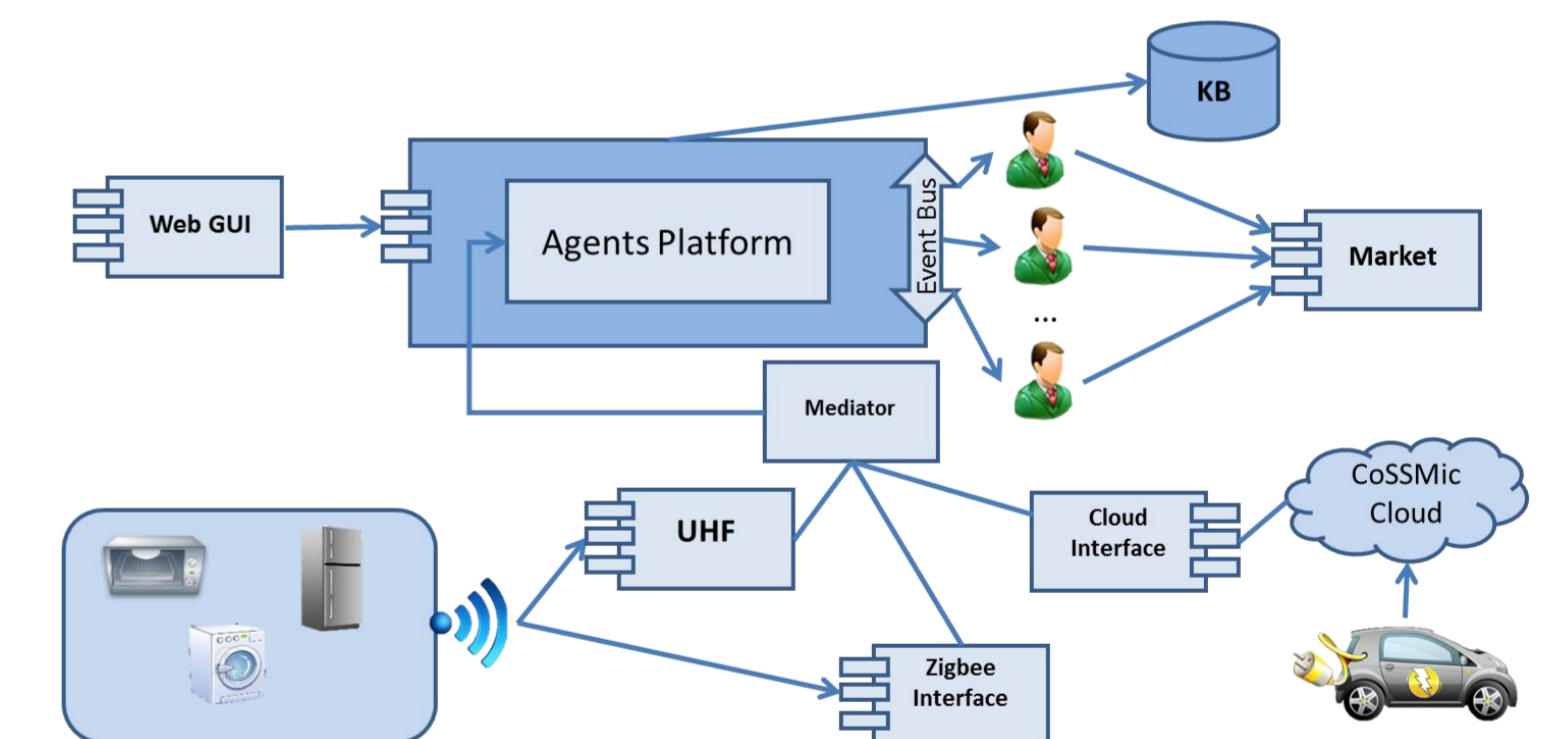 KB
Web GUI
Agents Platform
Event Bus
Market
...
Mediator
CoSSMic
Cloud
UHF
Cloud
Interface
Zigbee
Interface